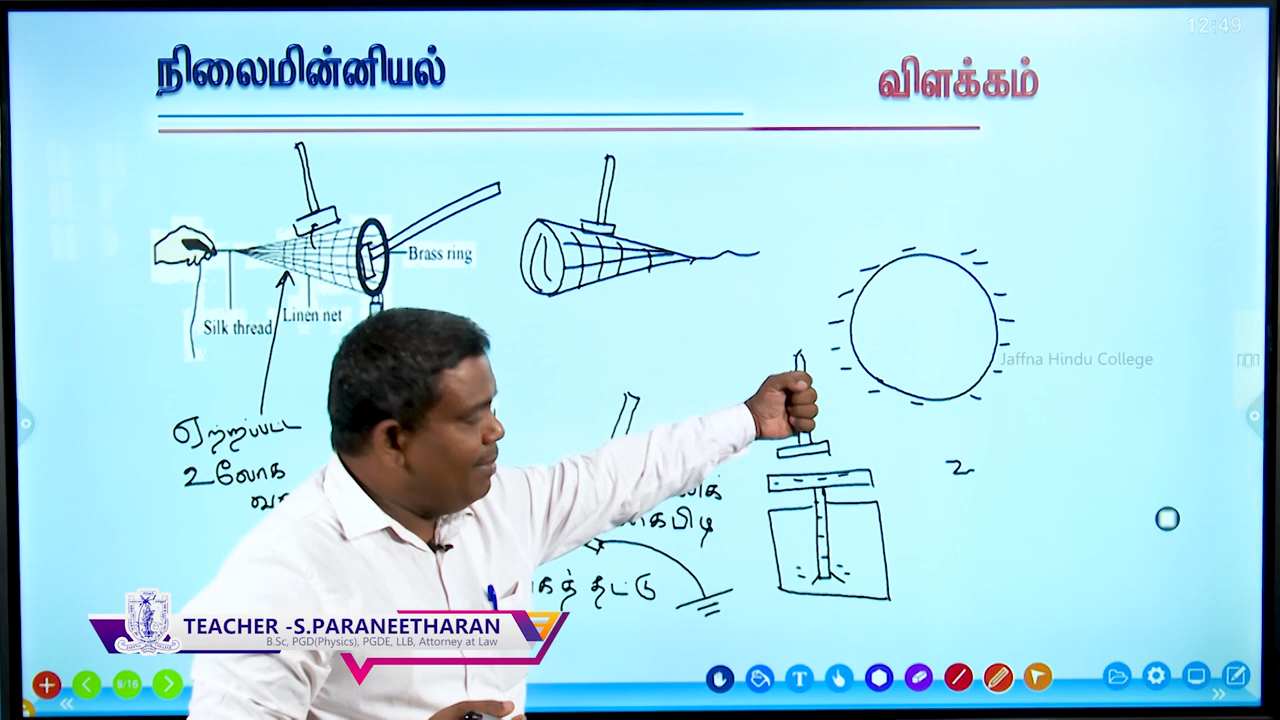 12:49
நிலைமின்னியல்
விளக்கம்
Brass ring
Silk thread
Linen net
Jaffna Hindu College
ஏற்றப்பட்ட
உலோக
தட்டு
TEACHER -S.PARANEETHARAN
B.Sc, PGD(Physics), PGDE, LLB, Attorney at Law
8/16
T